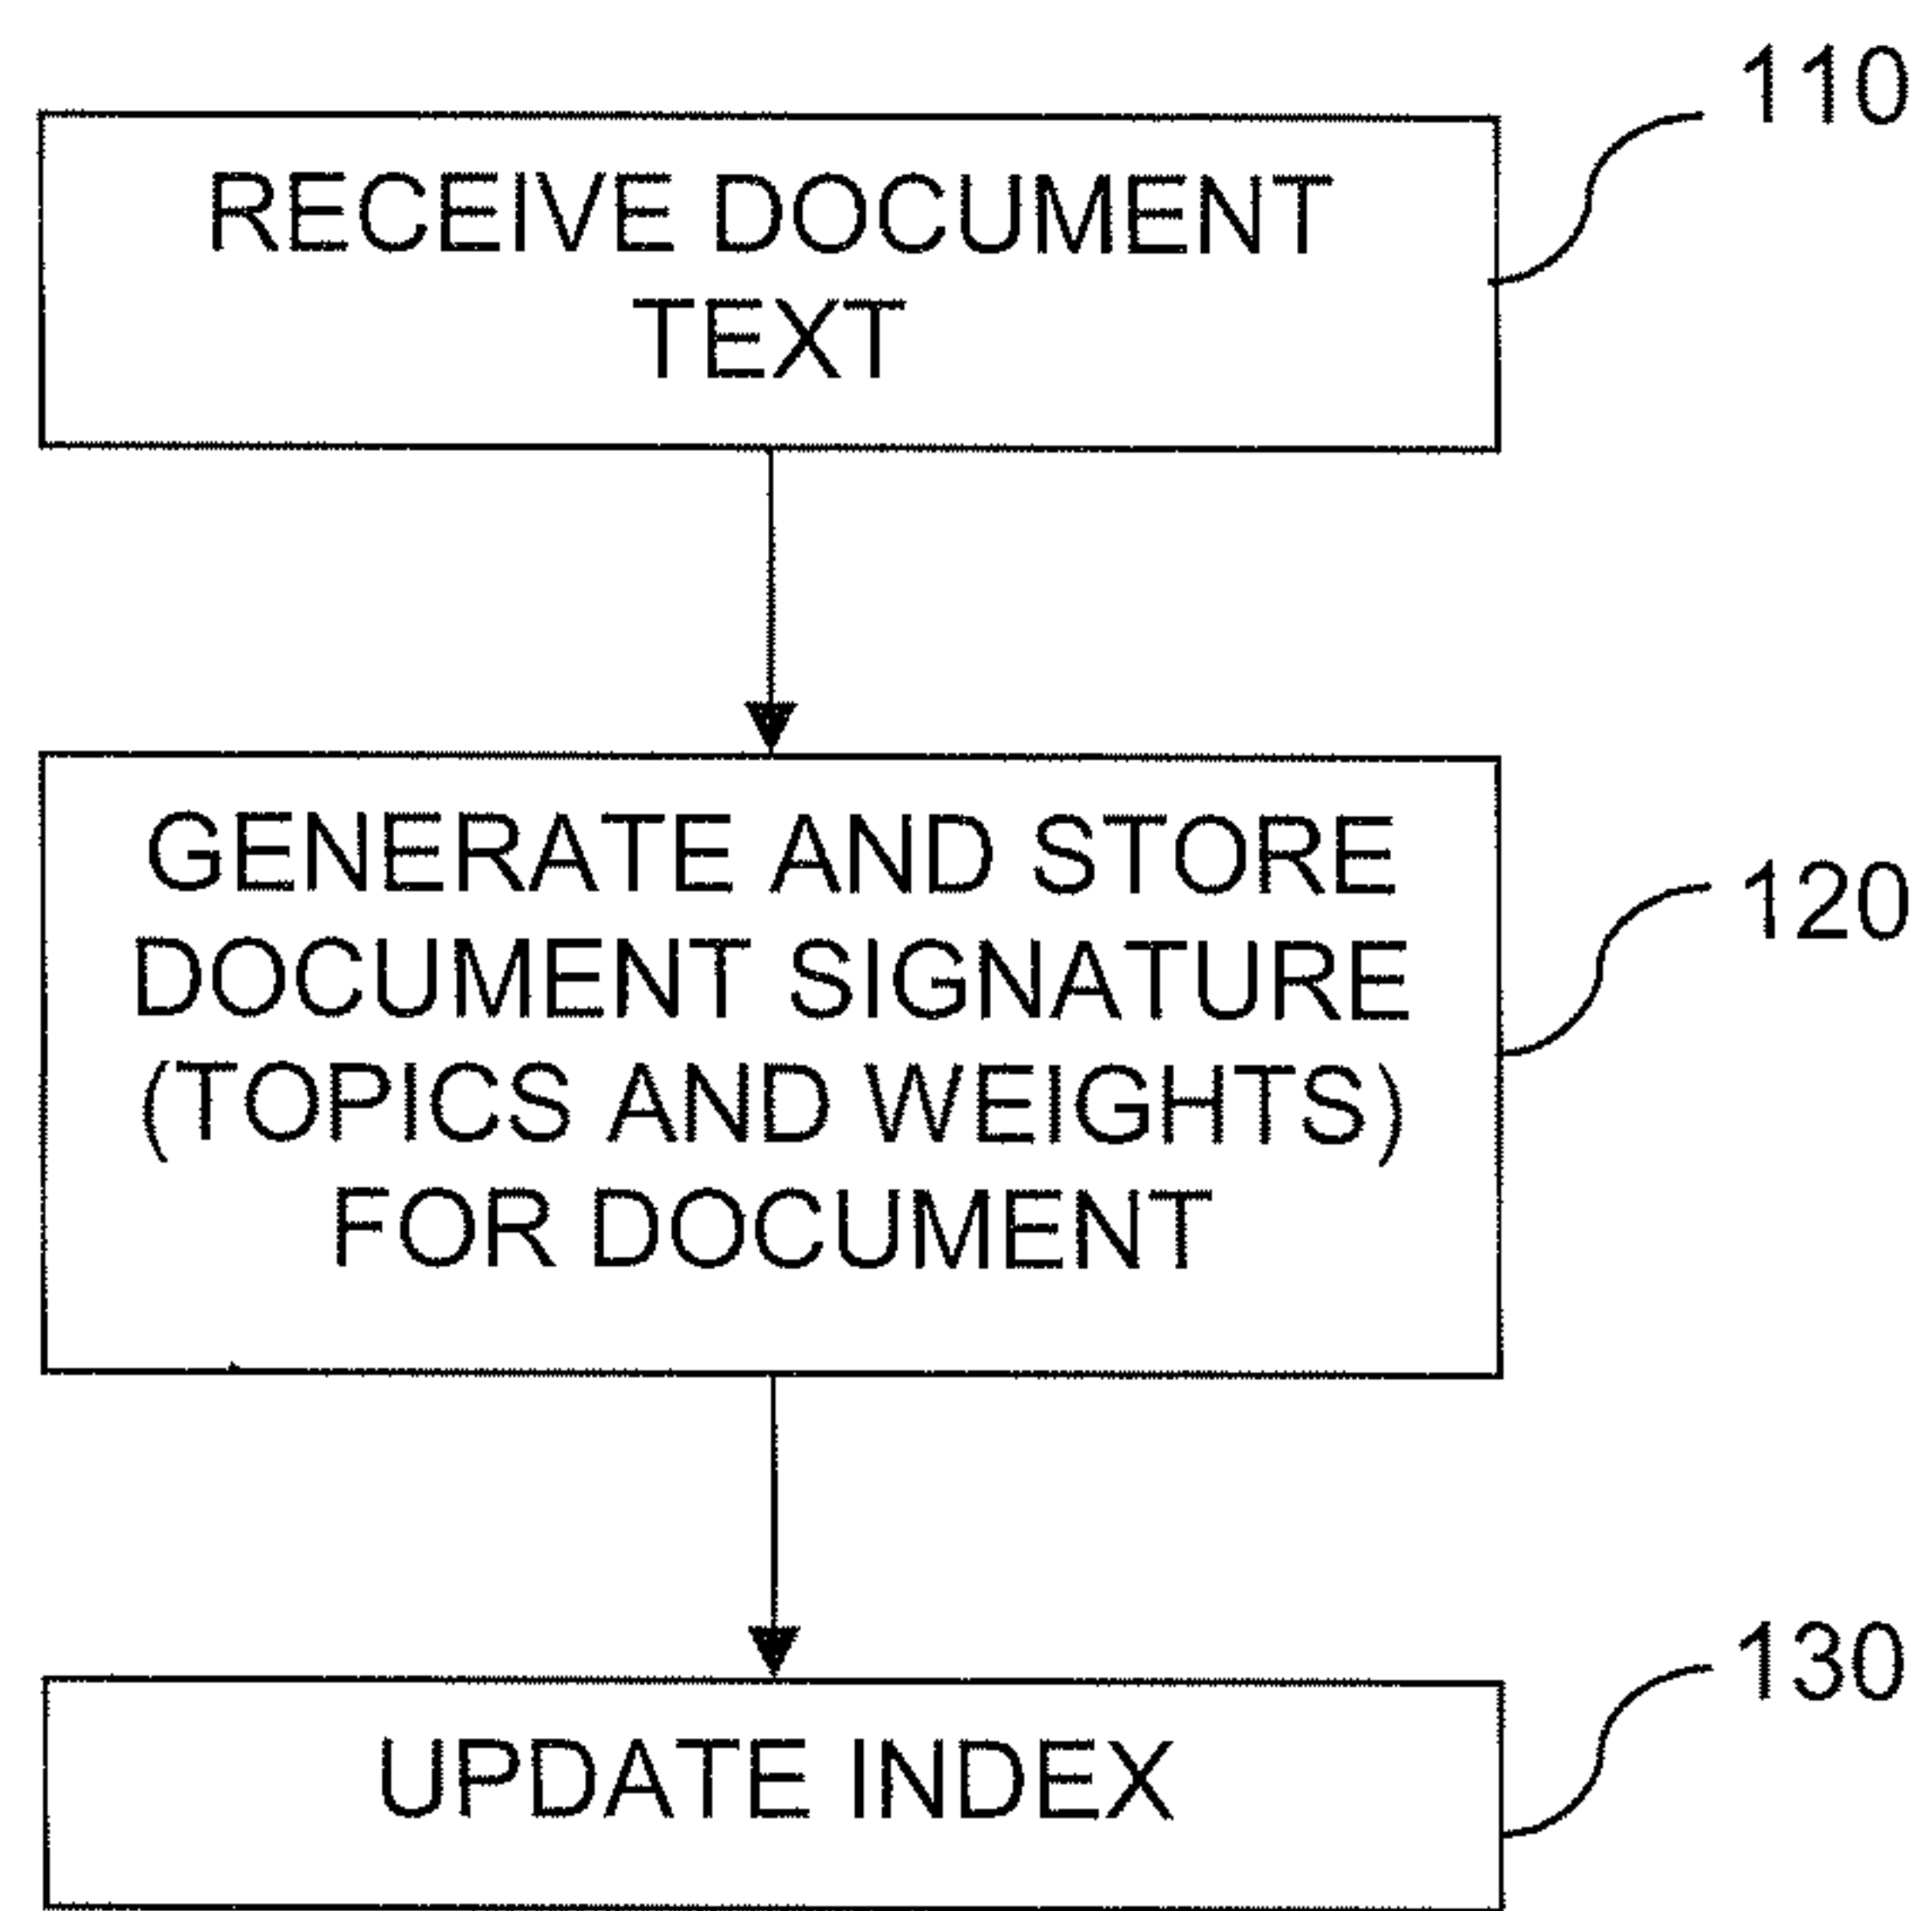 110
RECEIVE DOCUMENT
TEXT
GENERATE AND STORE
DOCUMENT SIGNATURE
(TOPICS AND WEIGHTS)
FOR DOCUMENT
120
UPDATE INDEX
130